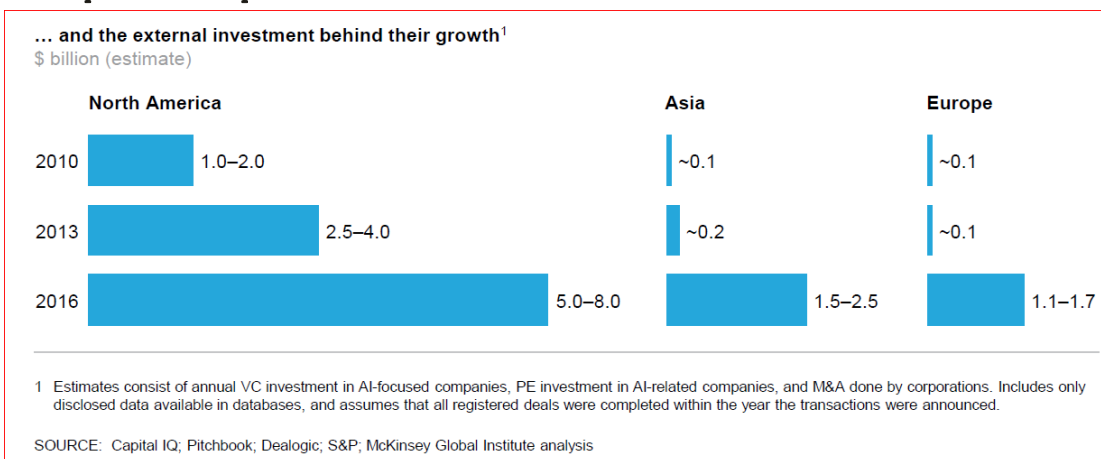 … and the external investment behind their growth1
$ billion (estimate)
North America Asia Europe
2010 1.0–2.0 ~0.1 ~0.1
2013 2.5–4.0 ~0.2 ~0.1
2016 5.0–8.0 1.5–2.5 1.1–1.7
1 Estimates consist of annual VC investment in AI-focused companies, PE investment in AI-related companies, and M&A done by corporations. Includes only
disclosed data available in databases, and assumes that all registered deals were completed within the year the transactions were announced.
SOURCE: Capital IQ; Pitchbook; Dealogic; S&P; McKinsey Global Institute analysis